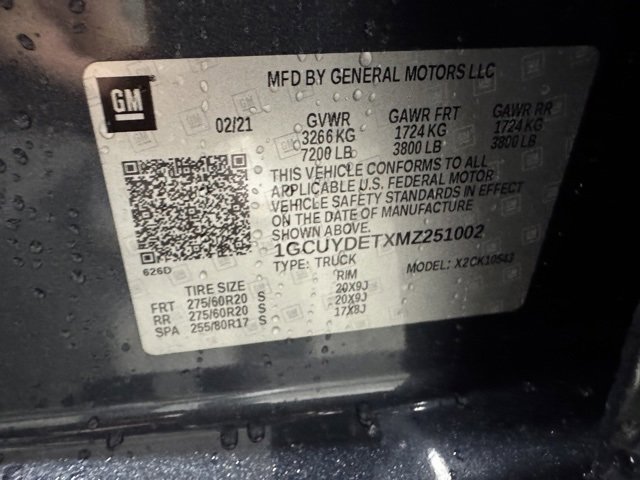 MFD BY GENERAL MOTORS LLC
GM
02/21 GVWR GAWR FRT GAWR RR
3266 KG 1724 KG 1724 KG
7200 LB 3800 LB 3800 LB
THIS VEHICLE CONFORMS TO ALL
APPLICABLE U.S. FEDERAL MOTOR
VEHICLE SAFETY STANDARDS IN EFFECT
ON THE DATE OF MANUFACTURE
SHOWN ABOVE.
1GCUYDETXMZ251002
626D
TYPE: TRUCK MODEL: X2CK10543
TIRE SIZE RIM
FRT 275/60R20 S 20X9J
RR 275/60R20 S 20X9J
SPA 255/80R17 S 17X8J